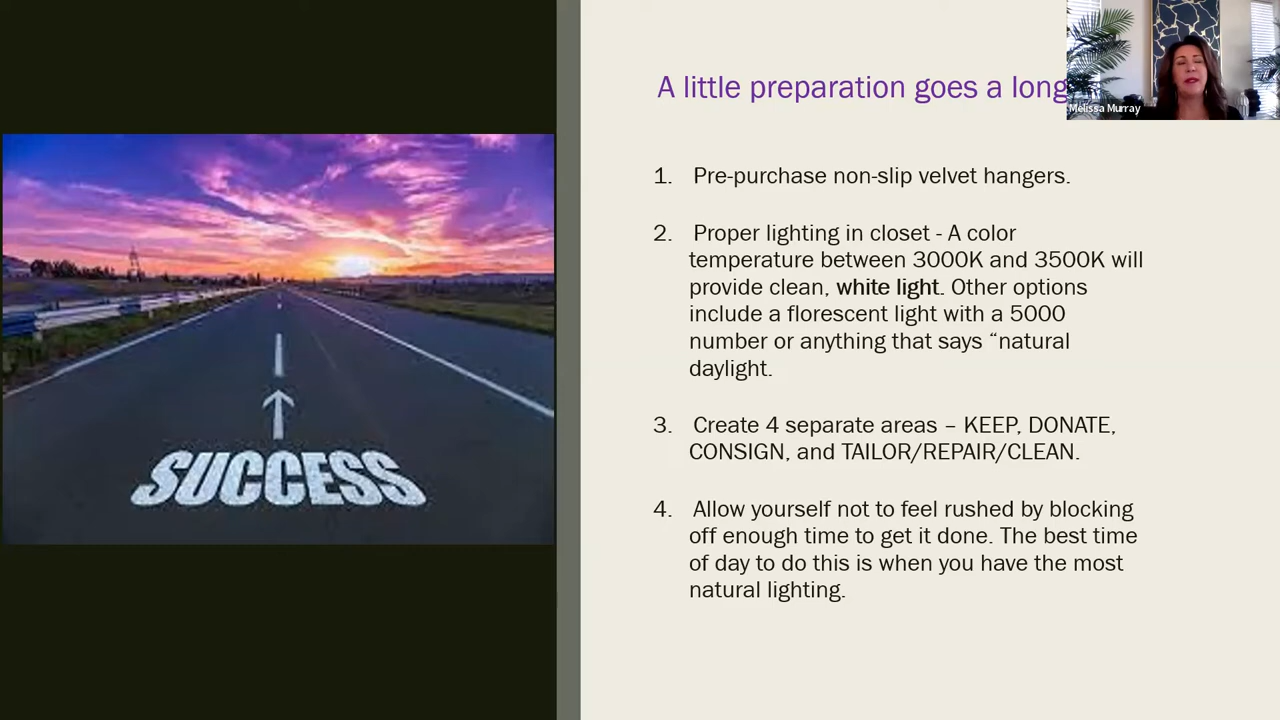 A little preparation goes a long
Melissa Murray
1. Pre-purchase non-slip velvet hangers.
2. Proper lighting in closet - A color
temperature between 3000K and 3500K will
provide clean, white light. Other options
include a florescent light with a 5000
number or anything that says “natural
daylight.
3. Create 4 separate areas – KEEP, DONATE,
CONSIGN, and TAILOR/REPAIR/CLEAN.
4. Allow yourself not to feel rushed by blocking
off enough time to get it done. The best time
of day to do this is when you have the most
natural lighting.
SUCCESS